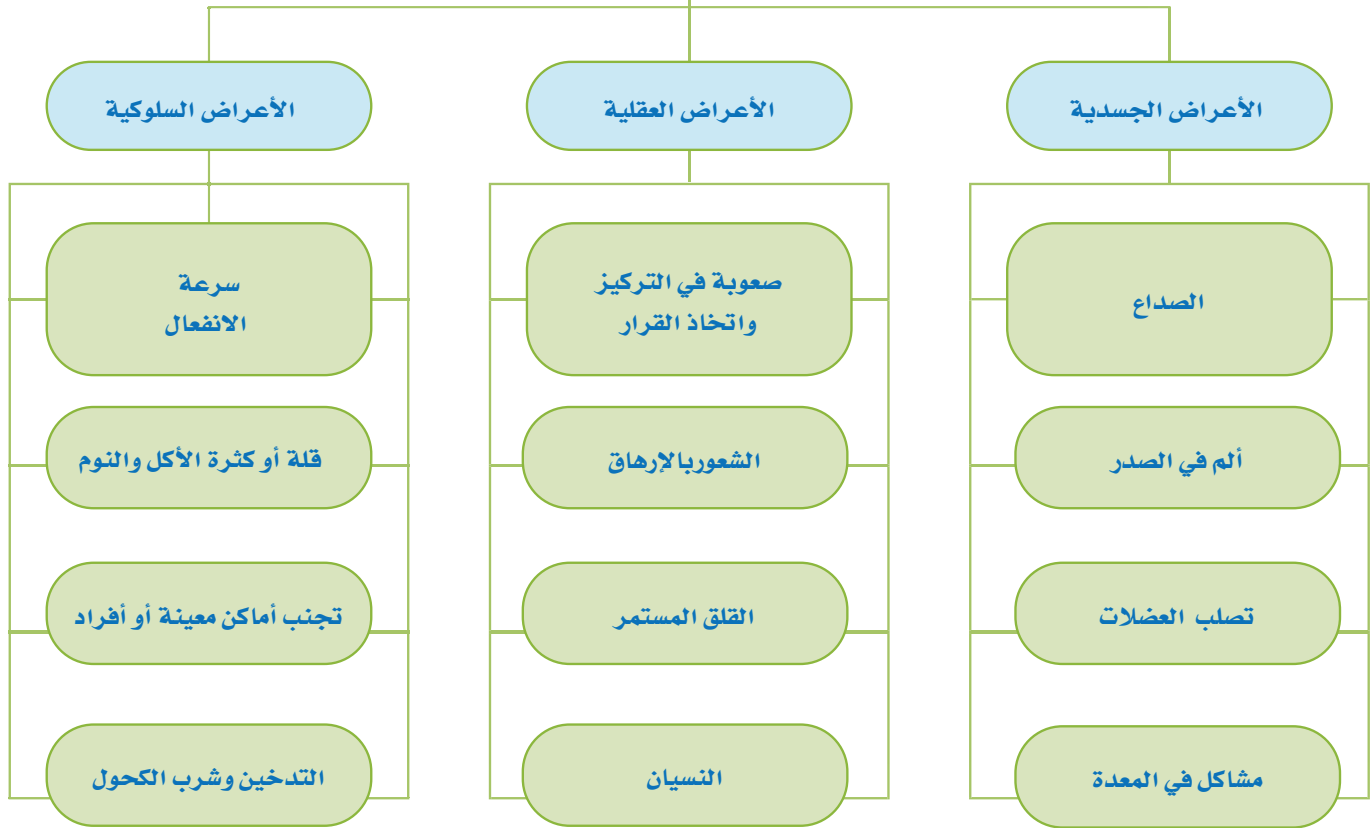 الأعراض الجسدية
الصداع
ألم في الصدر
تصلب العضلات
مشاكل في المعدة
الأعراض العقلية
صعوبة في التركيز
واتخاذ القرار
الشعوربالإرهاق
القلق المستمر
النسيان
الأعراض السلوكية
سرعة
الانفعال
قلة أو كثرة الأكل والنوم
تجنب أماكن معينة أو أفراد
التدخين وشرب الكحول